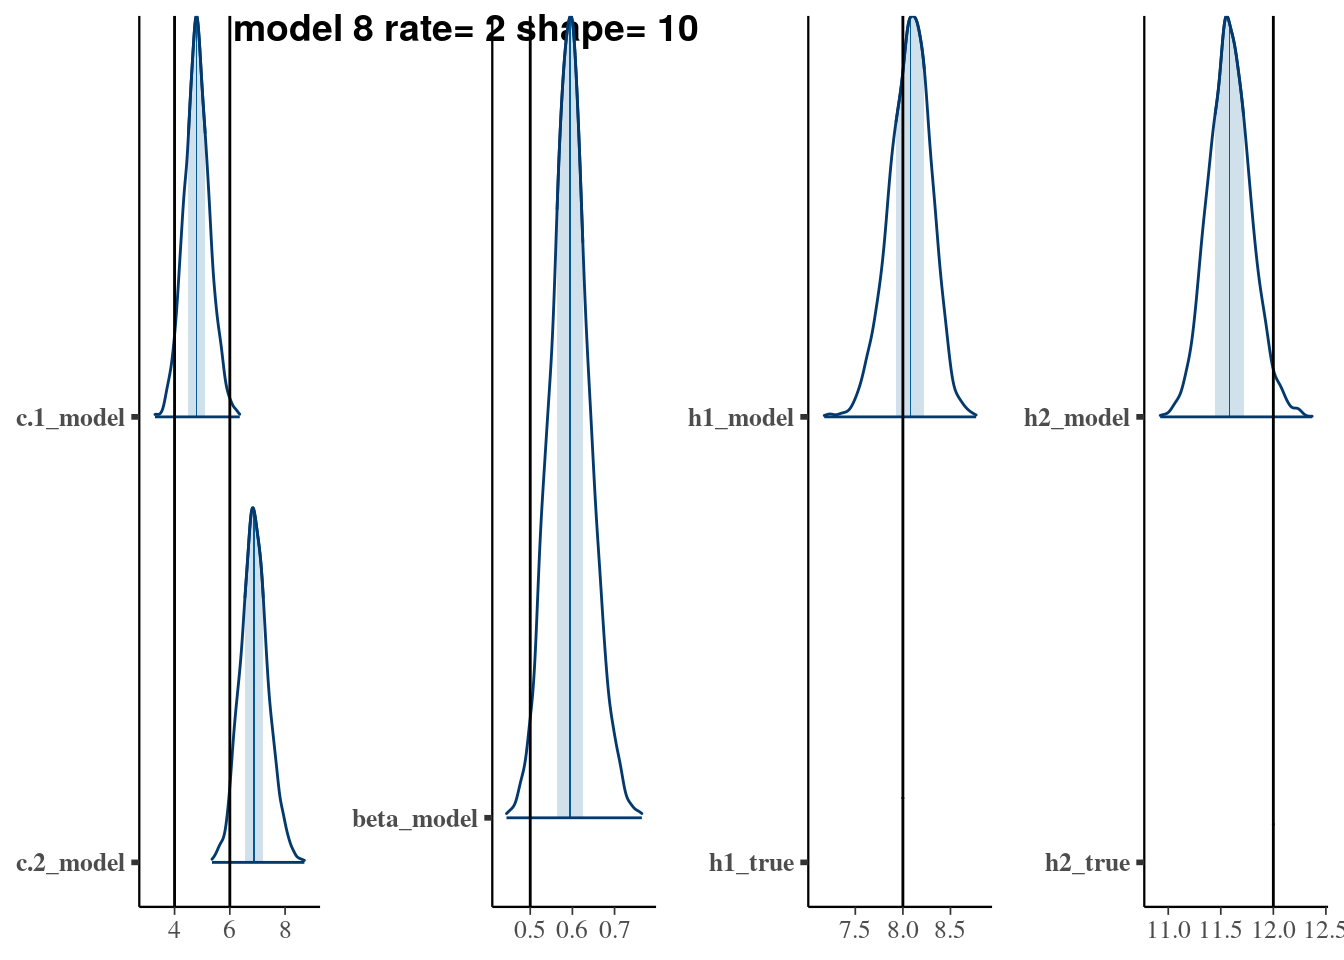 model 8 rate= 2 shape= 10
c.1_model
c.2_model
4 6 8
beta_model
0.5 0.6 0.7
h1_model
h1_true
7.5 8.0 8.5
h2_model
h2_true
11.0 11.5 12.0 12.5